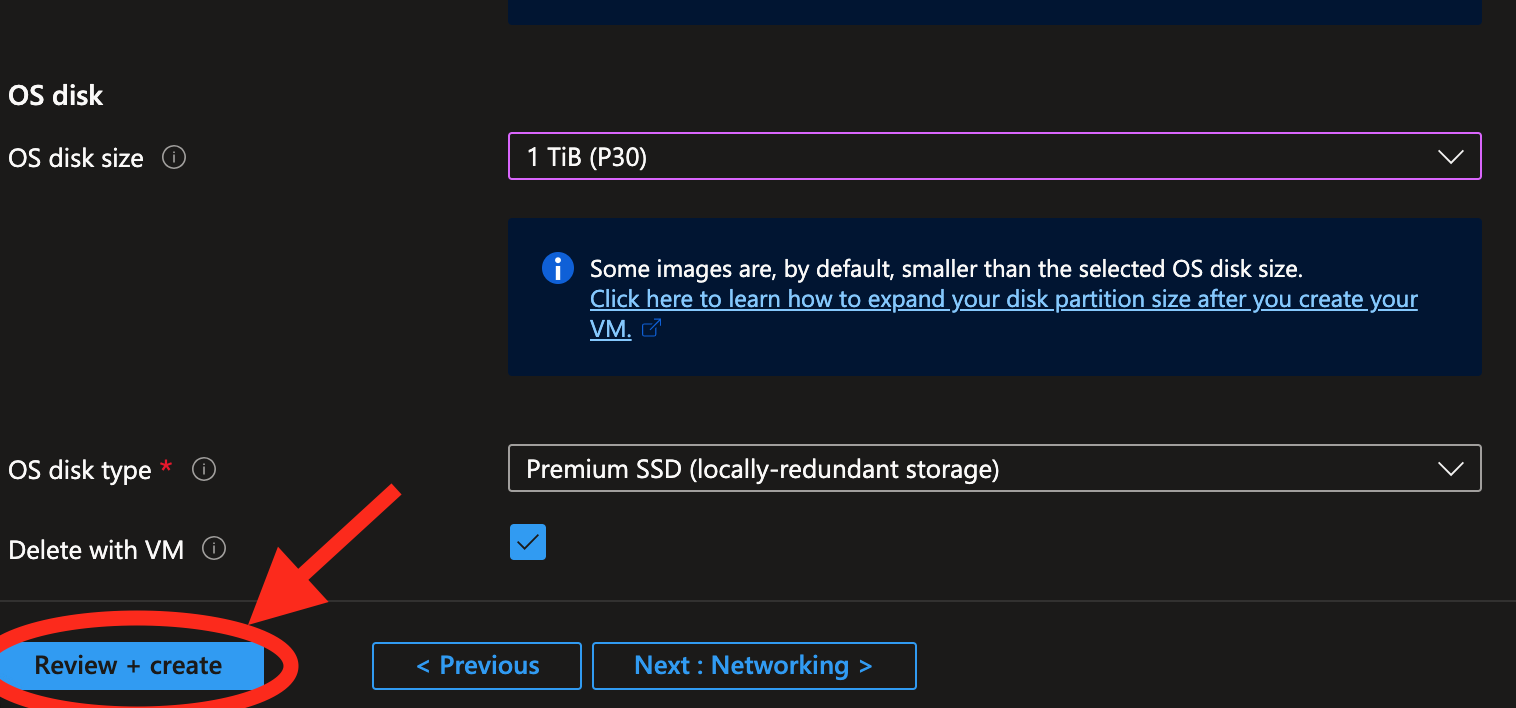 OS disk
OS disk size
1 TiB (P30)
Some images are, by default, smaller than the selected OS disk size.
Click here to learn how to expand your disk partition size after you create your
VM.
OS disk type *
Premium SSD (locally-redundant storage)
Delete with VM
Review + create
< Previous
Next : Networking >